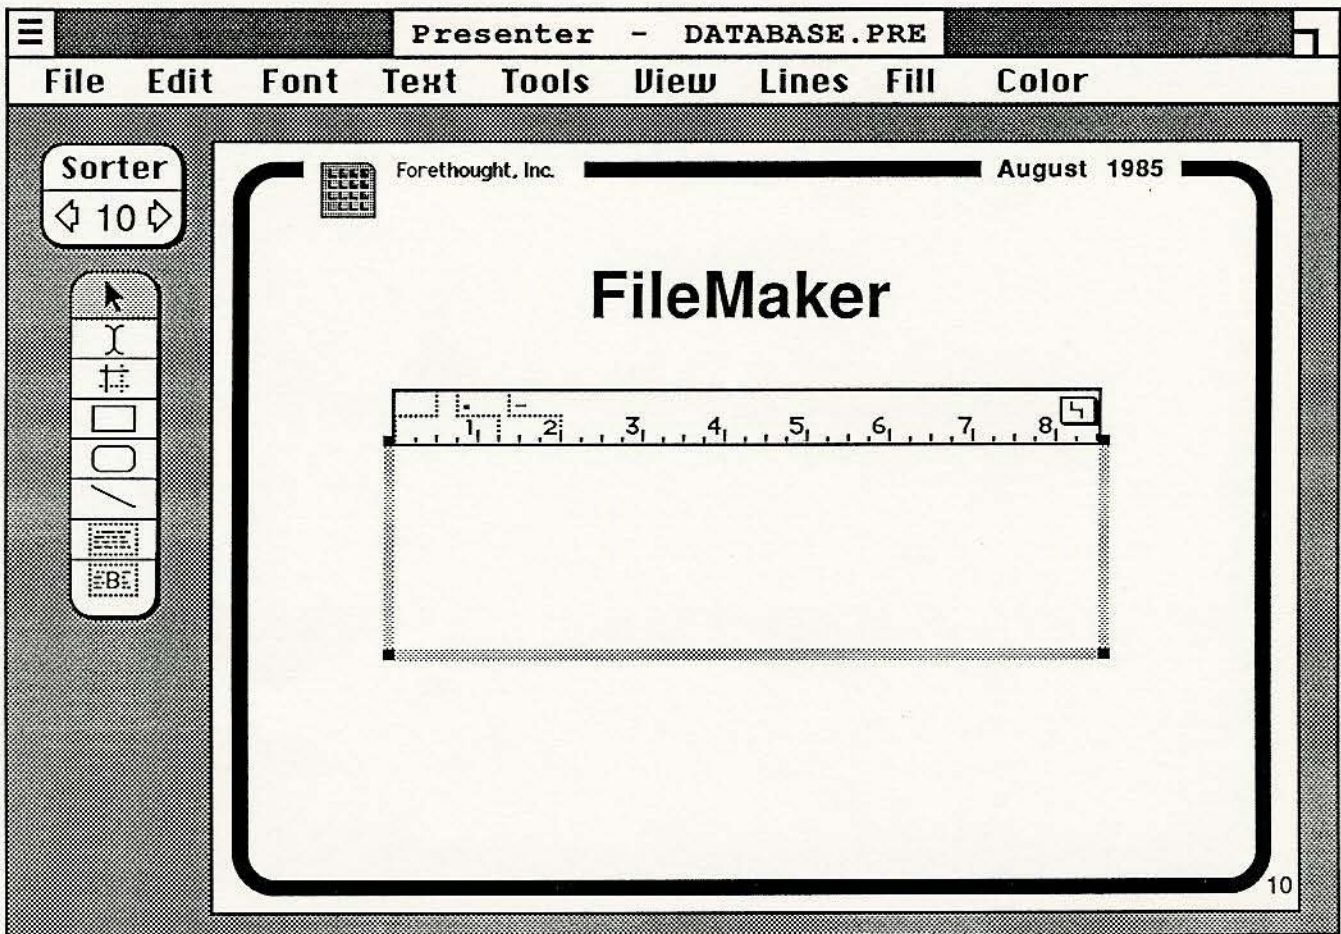 Presenter - DATABASE.PRE
File Edit Font Text Tools View Lines Fill Color
Sorter
10
Forethought, Inc.
August 1985
FileMaker
1 2 3 4 5 6 7 8
B
10